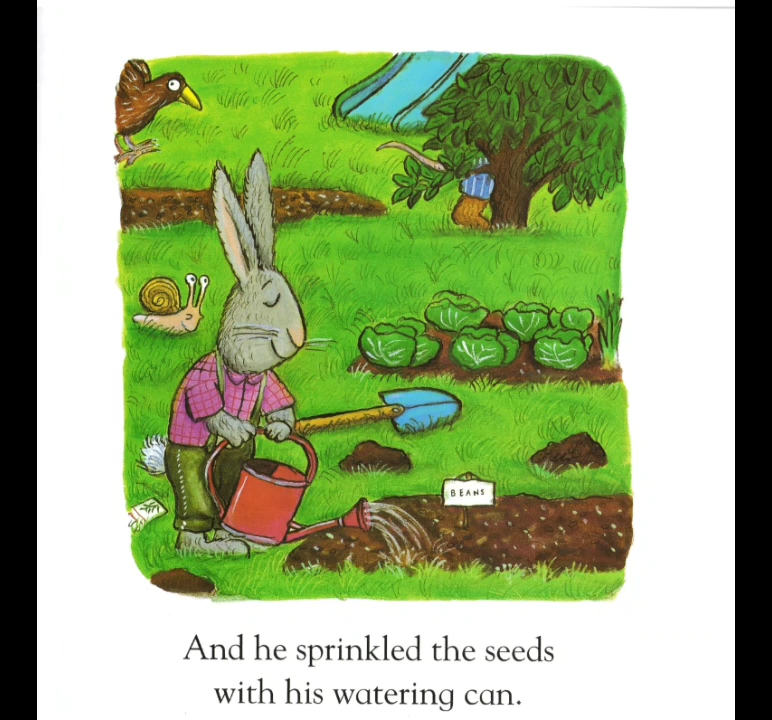 BEANS
And he sprinkled the seeds
with his watering can.